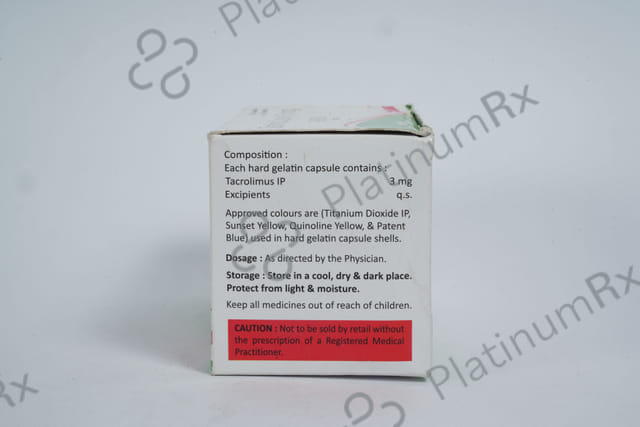 PlatinumRx
Composition :
Each hard gelatin capsule contains :
Tacrolimus IP 3 mg
Excipients q.s.
Approved colours are (Titanium Dioxide IP,
Sunset Yellow, Quinoline Yellow, & Patent
Blue) used in hard gelatin capsule shells.
Dosage : As directed by the Physician.
Storage : Store in a cool, dry & dark place.
Protect from light & moisture.
Keep all medicines out of reach of children.
CAUTION : Not to be sold by retail without
the prescription of a Registered Medical
Practitioner.
PlatinumRx
PlatinumRx
Rx